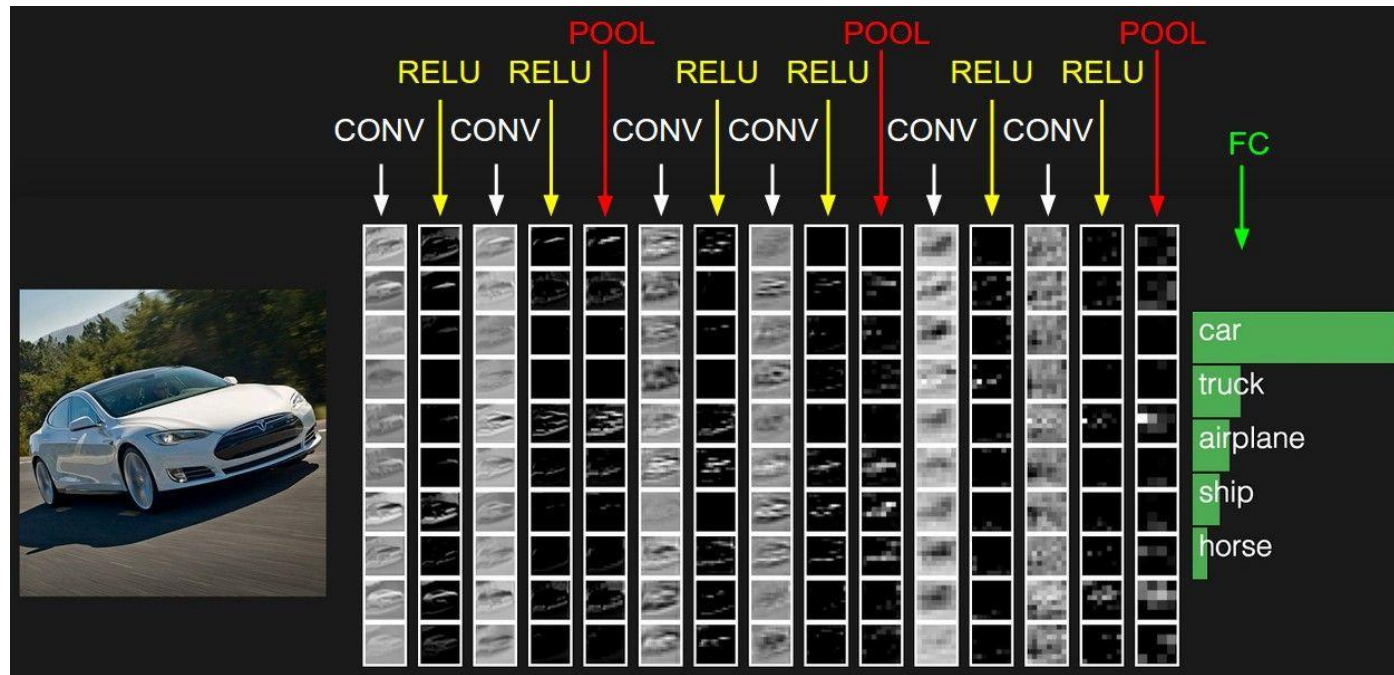 POOL POOL POOL
RELU RELU RELU RELU RELU RELU
CONV CONV CONV CONV CONV CONV
FC
car
truck
airplane
ship
horse